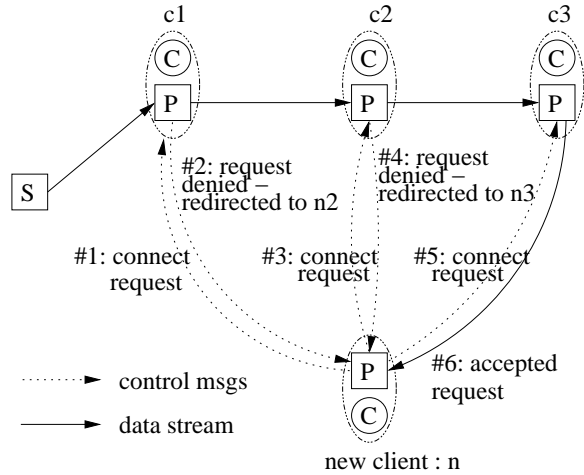 c1
c2
c3
C
C
C
P
P
P
S
#2: request
denied –
redirected to n2
#4: request
denied –
redirected to n3
#1: connect
request
#3: connect
request
#5: connect
request
P
#6: accepted
request
C
control msgs
data stream
new client : n